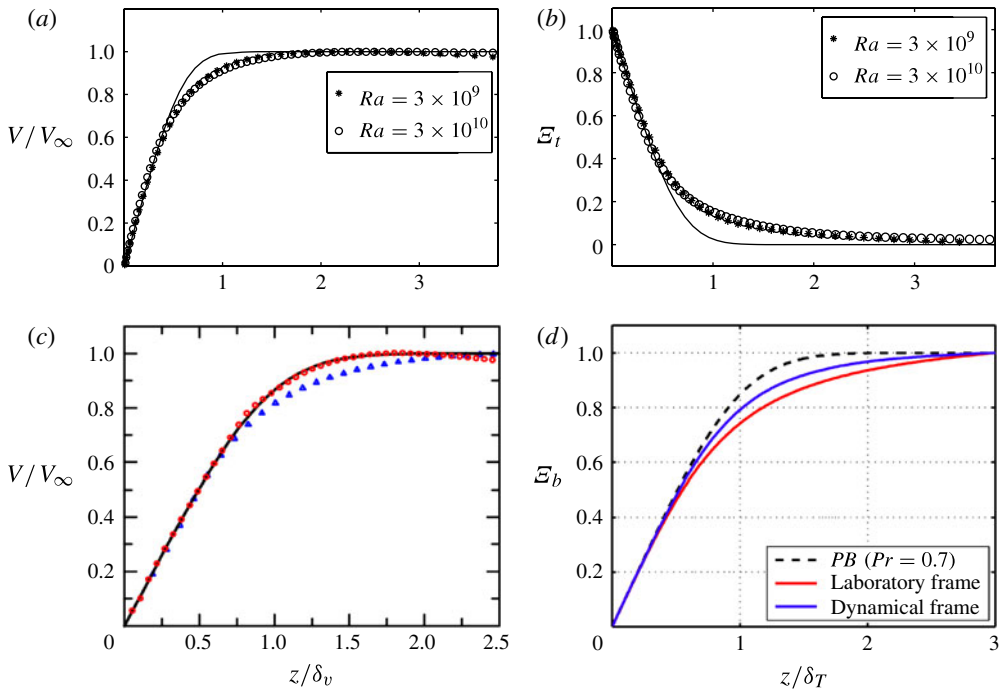 (a)
V/V∞
1.0
0.8
0.6
0.4
0.2
0
1
2
3
Ra = 3 × 10⁹
Ra = 3 × 10¹⁰
(b)
Ξt
1.0
0.8
0.6
0.4
0.2
0
1
2
3
Ra = 3 × 10⁹
Ra = 3 × 10¹⁰
(c)
V/V∞
1.0
0.8
0.6
0.4
0.2
0
0.5
1.0
1.5
2.0
2.5
z/δv
(d)
Ξb
1.0
0.8
0.6
0.4
0.2
0
1
2
3
z/δT
PB (Pr = 0.7)
Laboratory frame
Dynamical frame